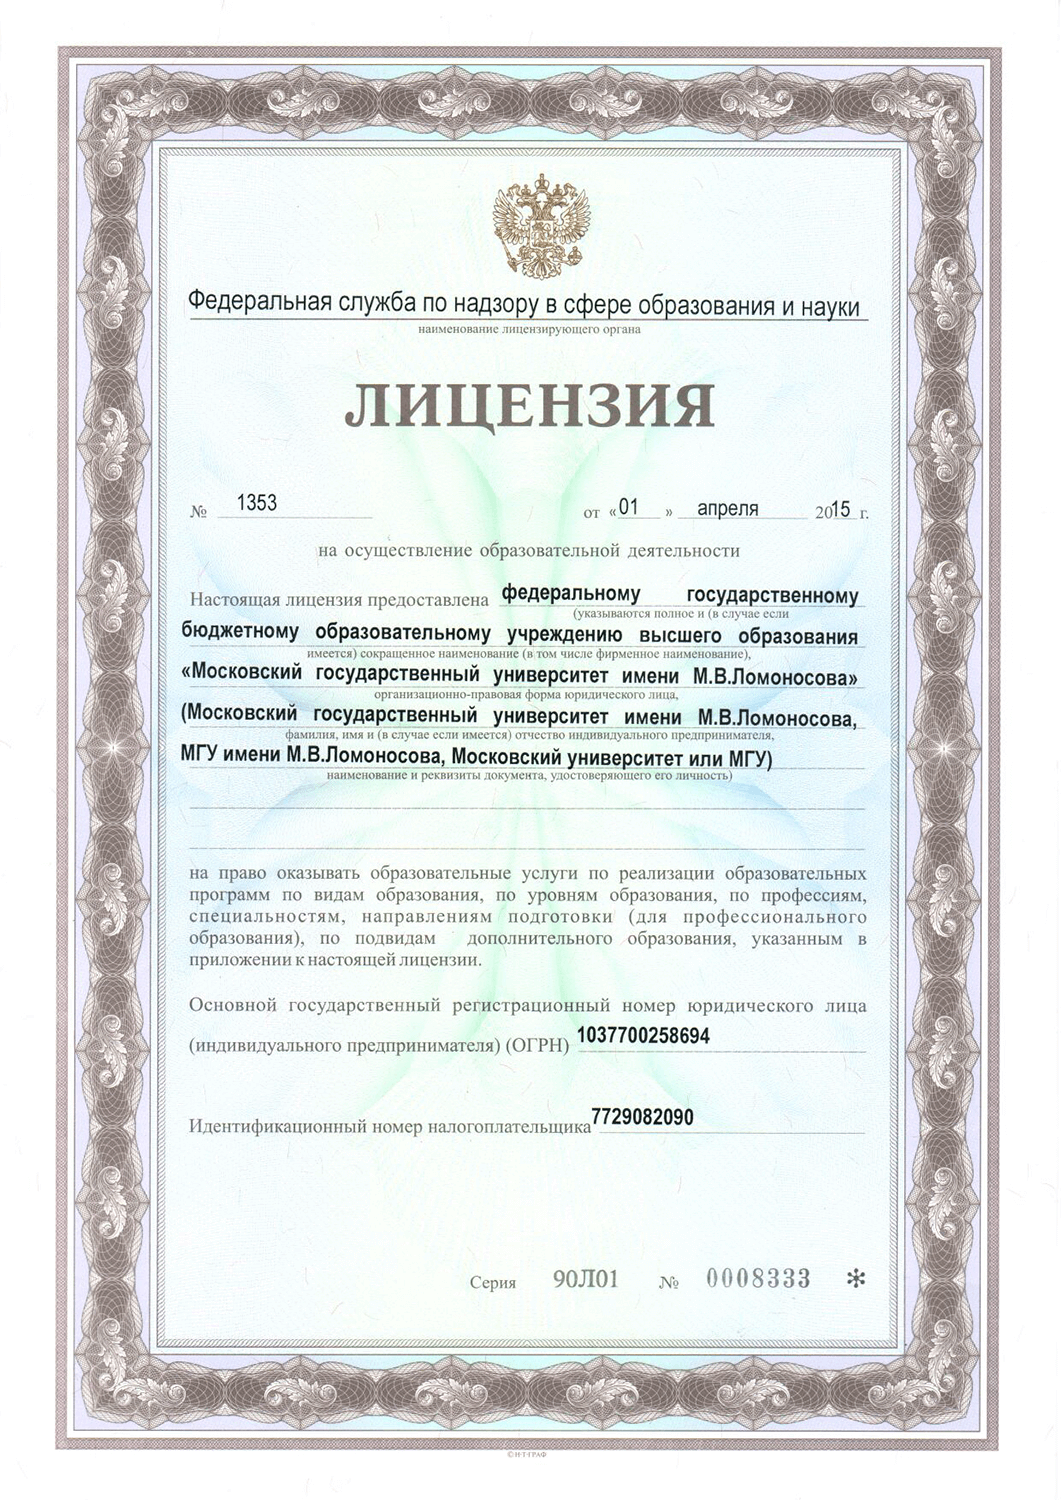 Федеральная служба по надзору в сфере образования и науки
наименование лицензирующего органа
ЛИЦЕНЗИЯ
№ 1353 от «01 » апреля 2015 г.
на осуществление образовательной деятельности
Настоящая лицензия предоставлена федеральному государственному
(указываются полное и (в случае если
бюджетному образовательному учреждению высшего образования
имеется) сокращенное наименование (в том числе фирменное наименование),
«Московский государственный университет имени М.В.Ломоносова»
организационно-правовая форма юридического лица,
(Московский государственный университет имени М.В.Ломоносова,
фамилия, имя и (в случае если имеется) отчество индивидуального предпринимателя,
МГУ имени М.В.Ломоносова, Московский университет или МГУ)
наименование и реквизиты документа, удостоверяющего его личность)
на право оказывать образовательные услуги по реализации образовательных
программ по видам образования, по уровням образования, по профессиям,
специальностям, направлениям подготовки (для профессионального
образования), по подвидам дополнительного образования, указанным в
приложении к настоящей лицензии.
Основной государственный регистрационный номер юридического лица
(индивидуального предпринимателя) (ОГРН) 1037700258694
Идентификационный номер налогоплательщика 7729082090
Серия 90Л01 № 0008333 *
©Н-Т-ГРАФ